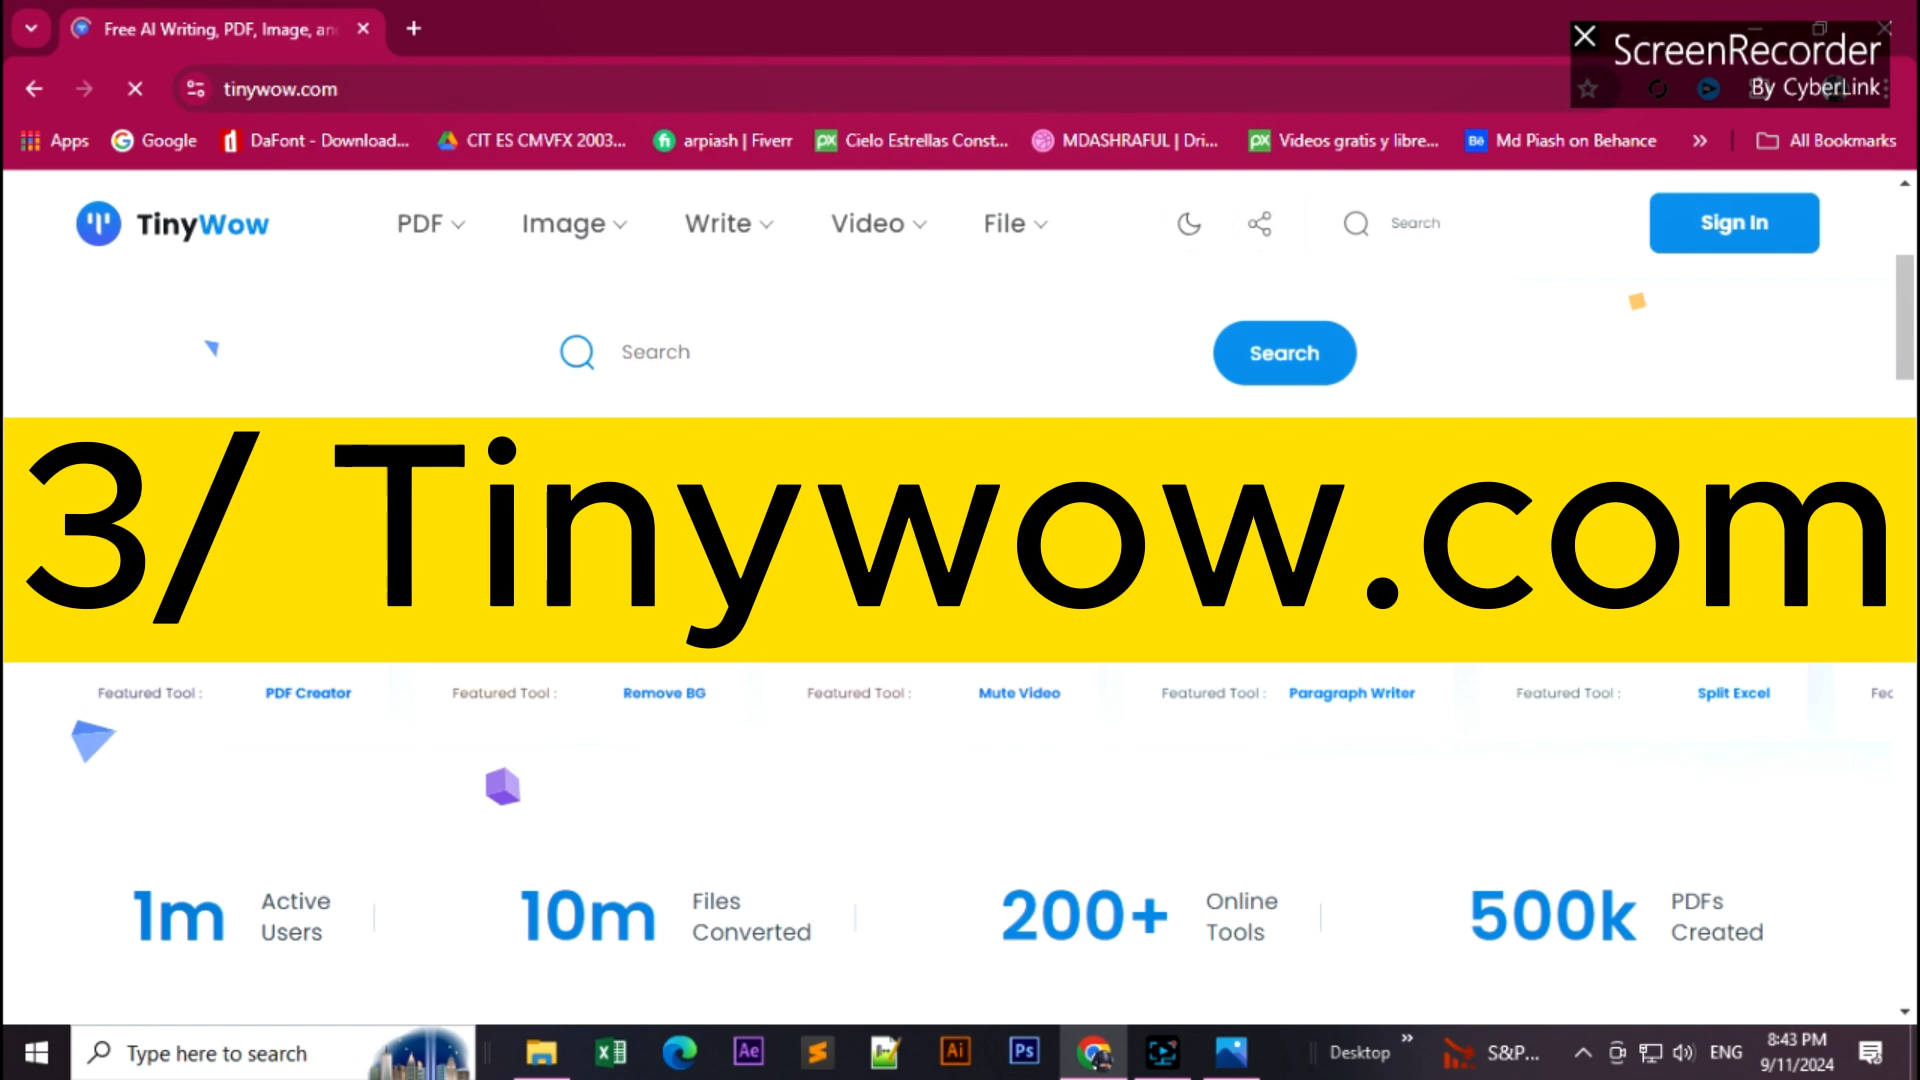 Free AI Writing, PDF, Image, an
ScreenRecorder
By CyberLink
tinywow.com
Apps Google DaFont - Download... CIT ES CMVFX 2003... arpiash | Fiverr Cielo Estrellas Const... MDASHRAFUL | Dri... Videos gratis y libre... Md Piash on Behance » All Bookmarks
TinyWow PDF Image Write Video File Search Sign In
Search Search
3/ Tinywow.com
Featured Tool : PDF Creator Featured Tool : Remove BG Featured Tool : Mute Video Featured Tool : Paragraph Writer Featured Tool : Split Excel Fea
1m Active Users 10m Files Converted 200+ Online Tools 500k PDFs Created
Type here to search Ae Ai Ps Desktop » S&P... ENG 8:43 PM
9/11/2024